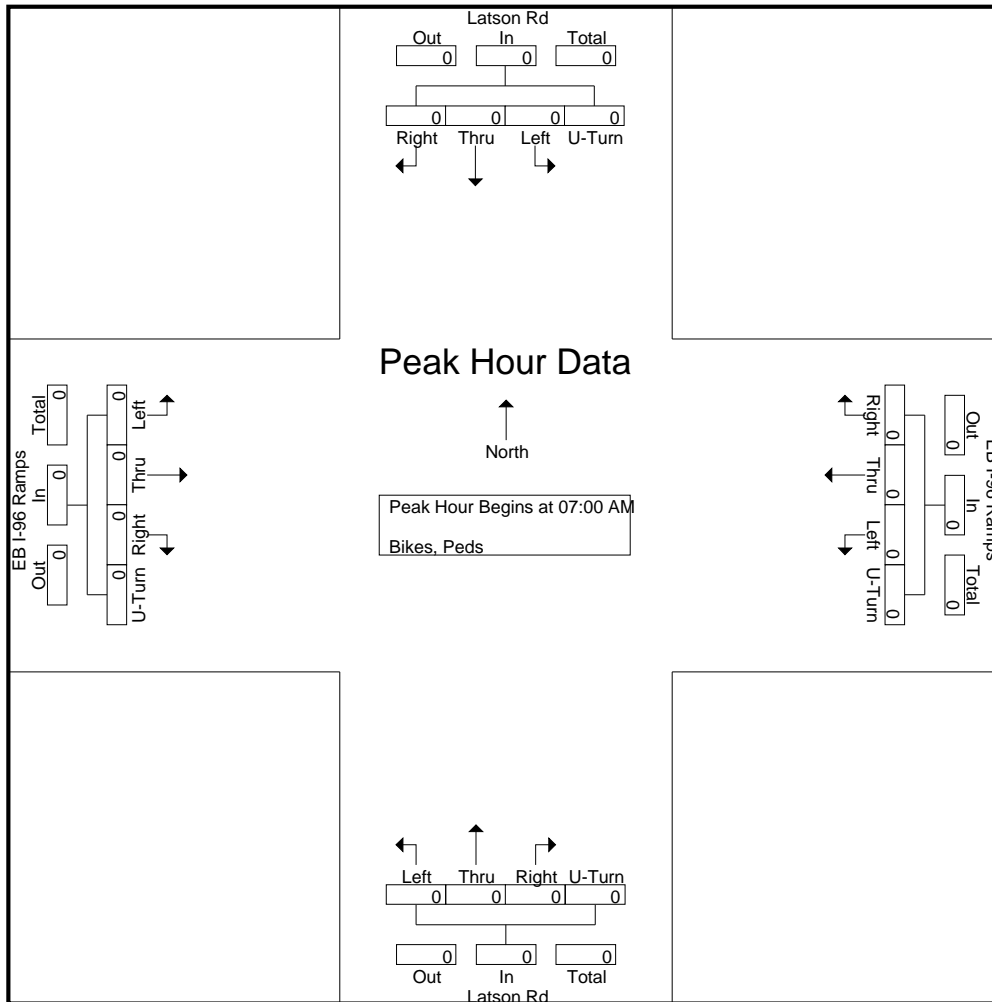 Latson Rd
Out In Total
0 0 0
0 0 0 0
Right Thru Left U-Turn
Peak Hour Data
North
Peak Hour Begins at 07:00 AM
Bikes, Peds
EB I-96 Ramps
Total In Out
0 0 0
0 0 0 0
Left Thru Right U-Turn
Right Thru Left U-Turn
0 0 0 0
0 0 0
Out In Total
EB I-96 Ramps
Left Thru Right U-Turn
0 0 0 0
0 0 0
Out In Total
Latson Rd